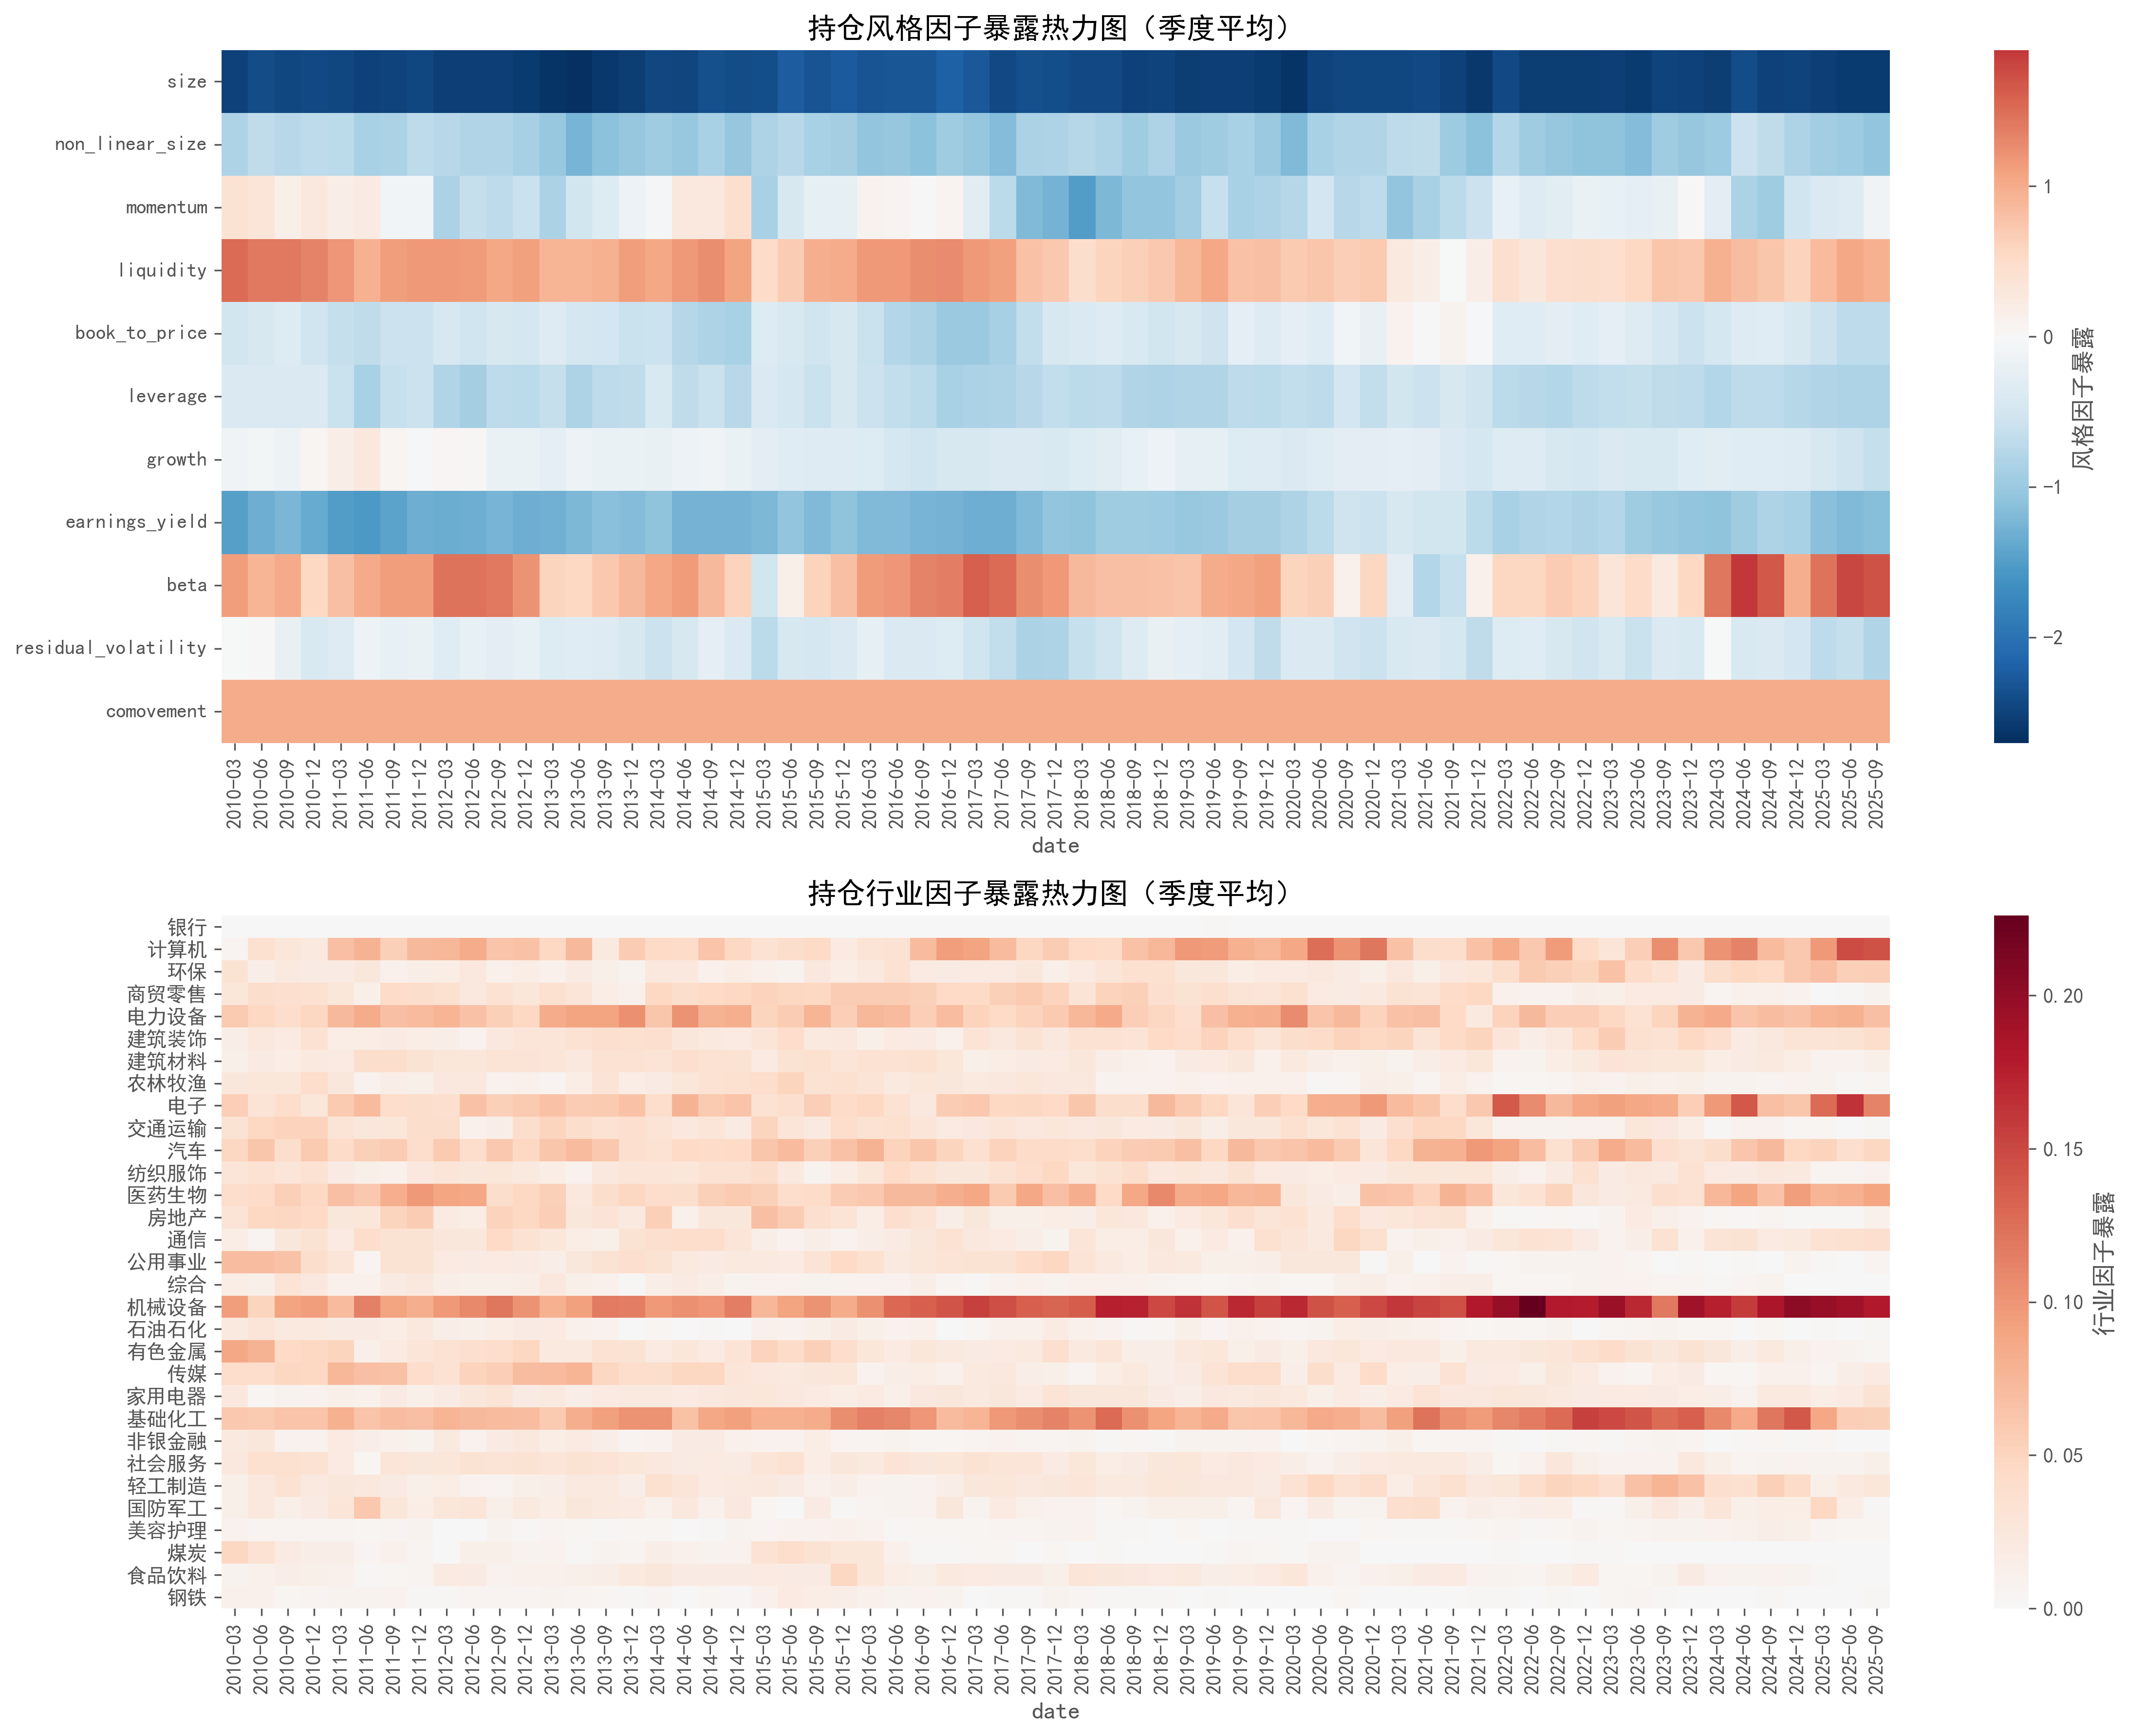 持仓风格因子暴露热力图（季度平均）
size
non_linear_size
momentum
liquidity
book_to_price
leverage
growth
earnings_yield
beta
residual_volatility
comovement
2010-03 2010-06 2010-09 2010-12 2011-03 2011-06 2011-09 2011-12 2012-03 2012-06 2012-09 2012-12 2013-03 2013-06 2013-09 2013-12 2014-03 2014-06 2014-09 2014-12 2015-03 2015-06 2015-09 2015-12 2016-03 2016-06 2016-09 2016-12 2017-03 2017-06 2017-09 2017-12 2018-03 2018-06 2018-09 2018-12 2019-03 2019-06 2019-09 2019-12 2020-03 2020-06 2020-09 2020-12 2021-03 2021-06 2021-09 2021-12 2022-03 2022-06 2022-09 2022-12 2023-03 2023-06 2023-09 2023-12 2024-03 2024-06 2024-09 2024-12 2025-03 2025-06 2025-09
date
1
0
-1
-2
风格因子暴露
持仓行业因子暴露热力图（季度平均）
银行
计算机
环保
商贸零售
电力设备
建筑装饰
建筑材料
农林牧渔
电子
交通运输
汽车
纺织服饰
医药生物
房地产
通信
公用事业
综合
机械设备
石油石化
有色金属
传媒
家用电器
基础化工
非银金融
社会服务
轻工制造
国防军工
美容护理
煤炭
食品饮料
钢铁
2010-03 2010-06 2010-09 2010-12 2011-03 2011-06 2011-09 2011-12 2012-03 2012-06 2012-09 2012-12 2013-03 2013-06 2013-09 2013-12 2014-03 2014-06 2014-09 2014-12 2015-03 2015-06 2015-09 2015-12 2016-03 2016-06 2016-09 2016-12 2017-03 2017-06 2017-09 2017-12 2018-03 2018-06 2018-09 2018-12 2019-03 2019-06 2019-09 2019-12 2020-03 2020-06 2020-09 2020-12 2021-03 2021-06 2021-09 2021-12 2022-03 2022-06 2022-09 2022-12 2023-03 2023-06 2023-09 2023-12 2024-03 2024-06 2024-09 2024-12 2025-03 2025-06 2025-09
date
0.20
0.15
0.10
0.05
0.00
行业因子暴露